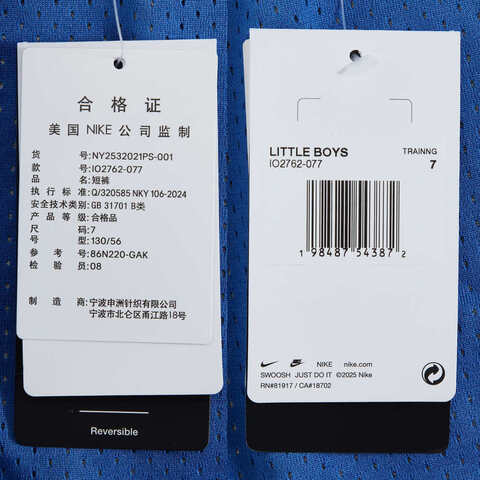 合格证
美国 NIKE 公司监制
货号:NY2532021PS-001
款号:IO2762-077
品名:短裤
执行标准:Q/320585 NKY 106-2024
安全技术类别:GB 31701 B类
产品等级:合格品
尺码:7
号型:130/56
参考号:86N220-GAK
检验员:08
制造商:宁波申洲针织有限公司
宁波市北仑区甬江路18号
Reversible
LITTLE BOYS TRAINNG
IO2762-077 7
1 98487 54387 2
NIKE nike.com
SWOOSH JUST DO IT ©2025 Nike
RN#81917 / CA#18702
7